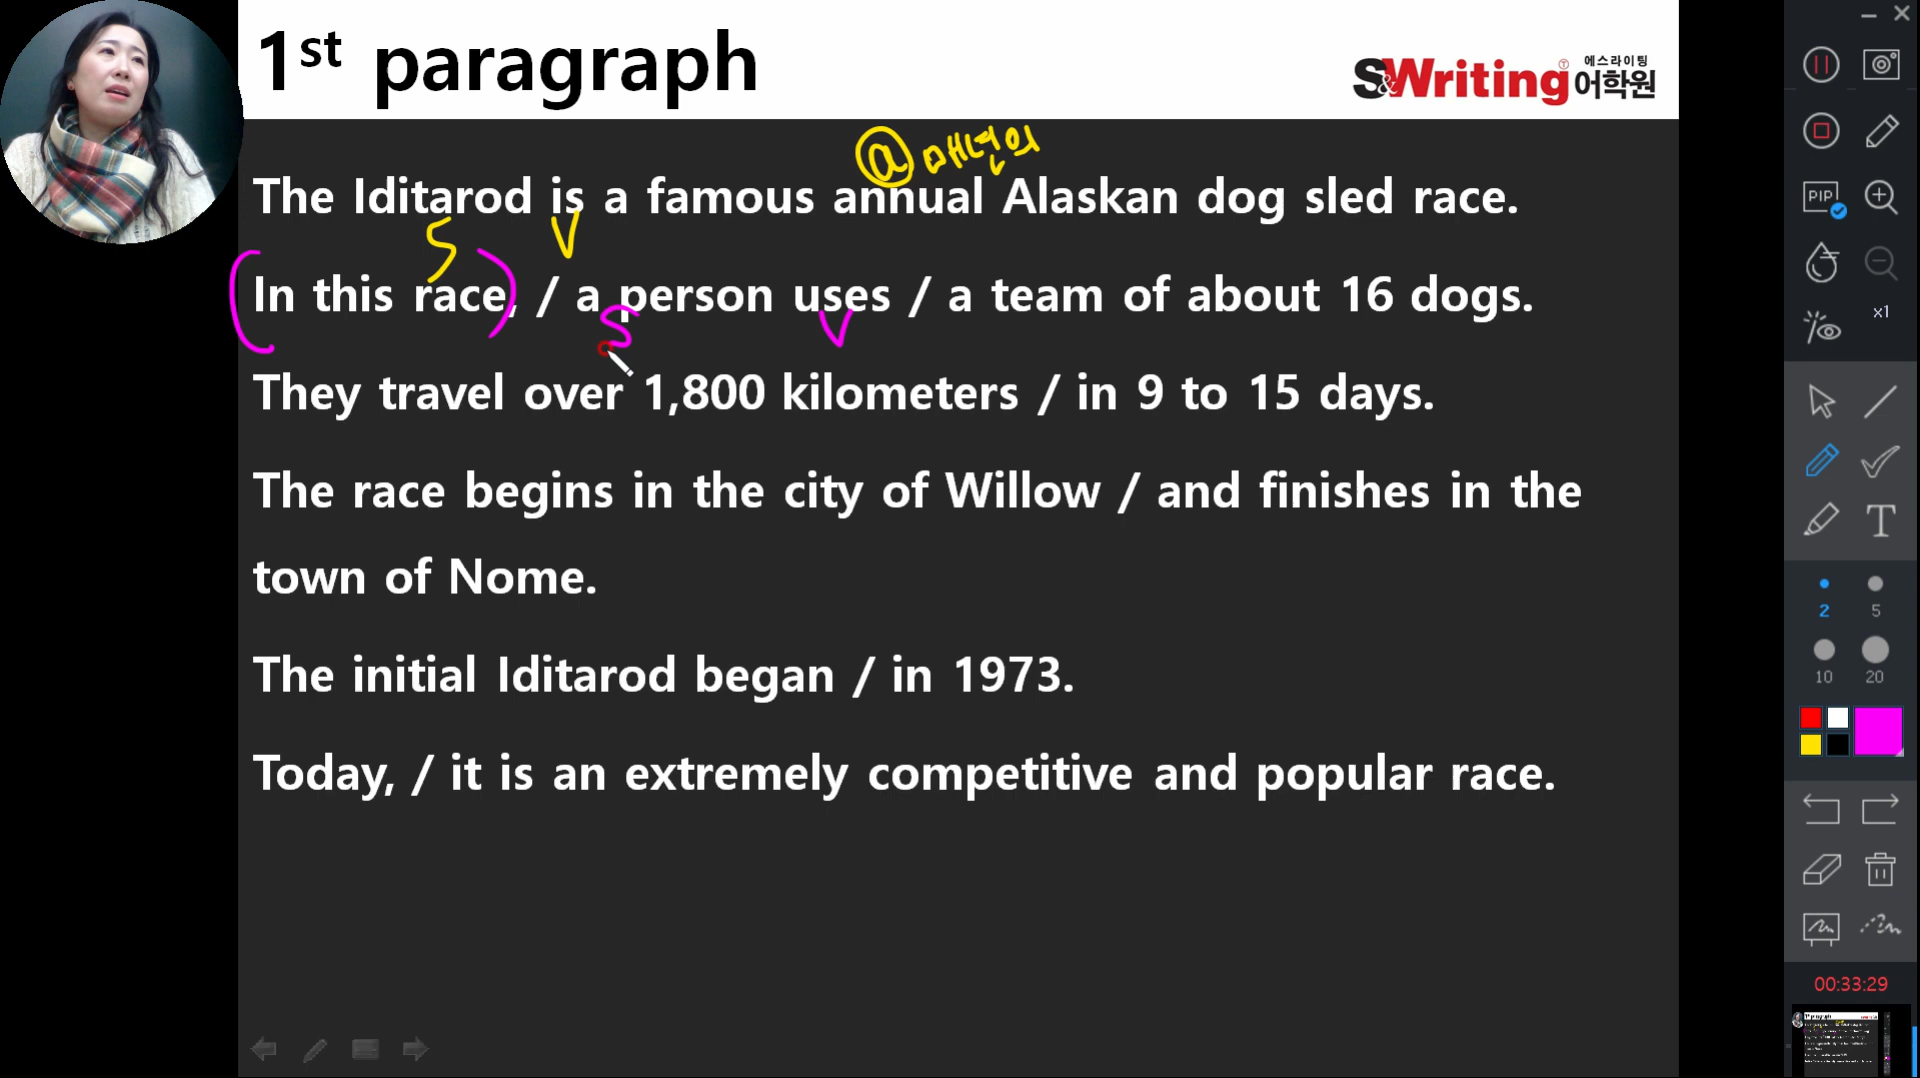 1st paragraph
S&Writing 에스라이팅 어학원
ⓐ 매년의
The Iditarod is a famous annual Alaskan dog sled race.
S V
In this race, / a person uses / a team of about 16 dogs.
S V
They travel over 1,800 kilometers / in 9 to 15 days.
The race begins in the city of Willow / and finishes in the
town of Nome.
The initial Iditarod began / in 1973.
Today, / it is an extremely competitive and popular race.
PIP
x1
T
2 5
10 20
00:33:29